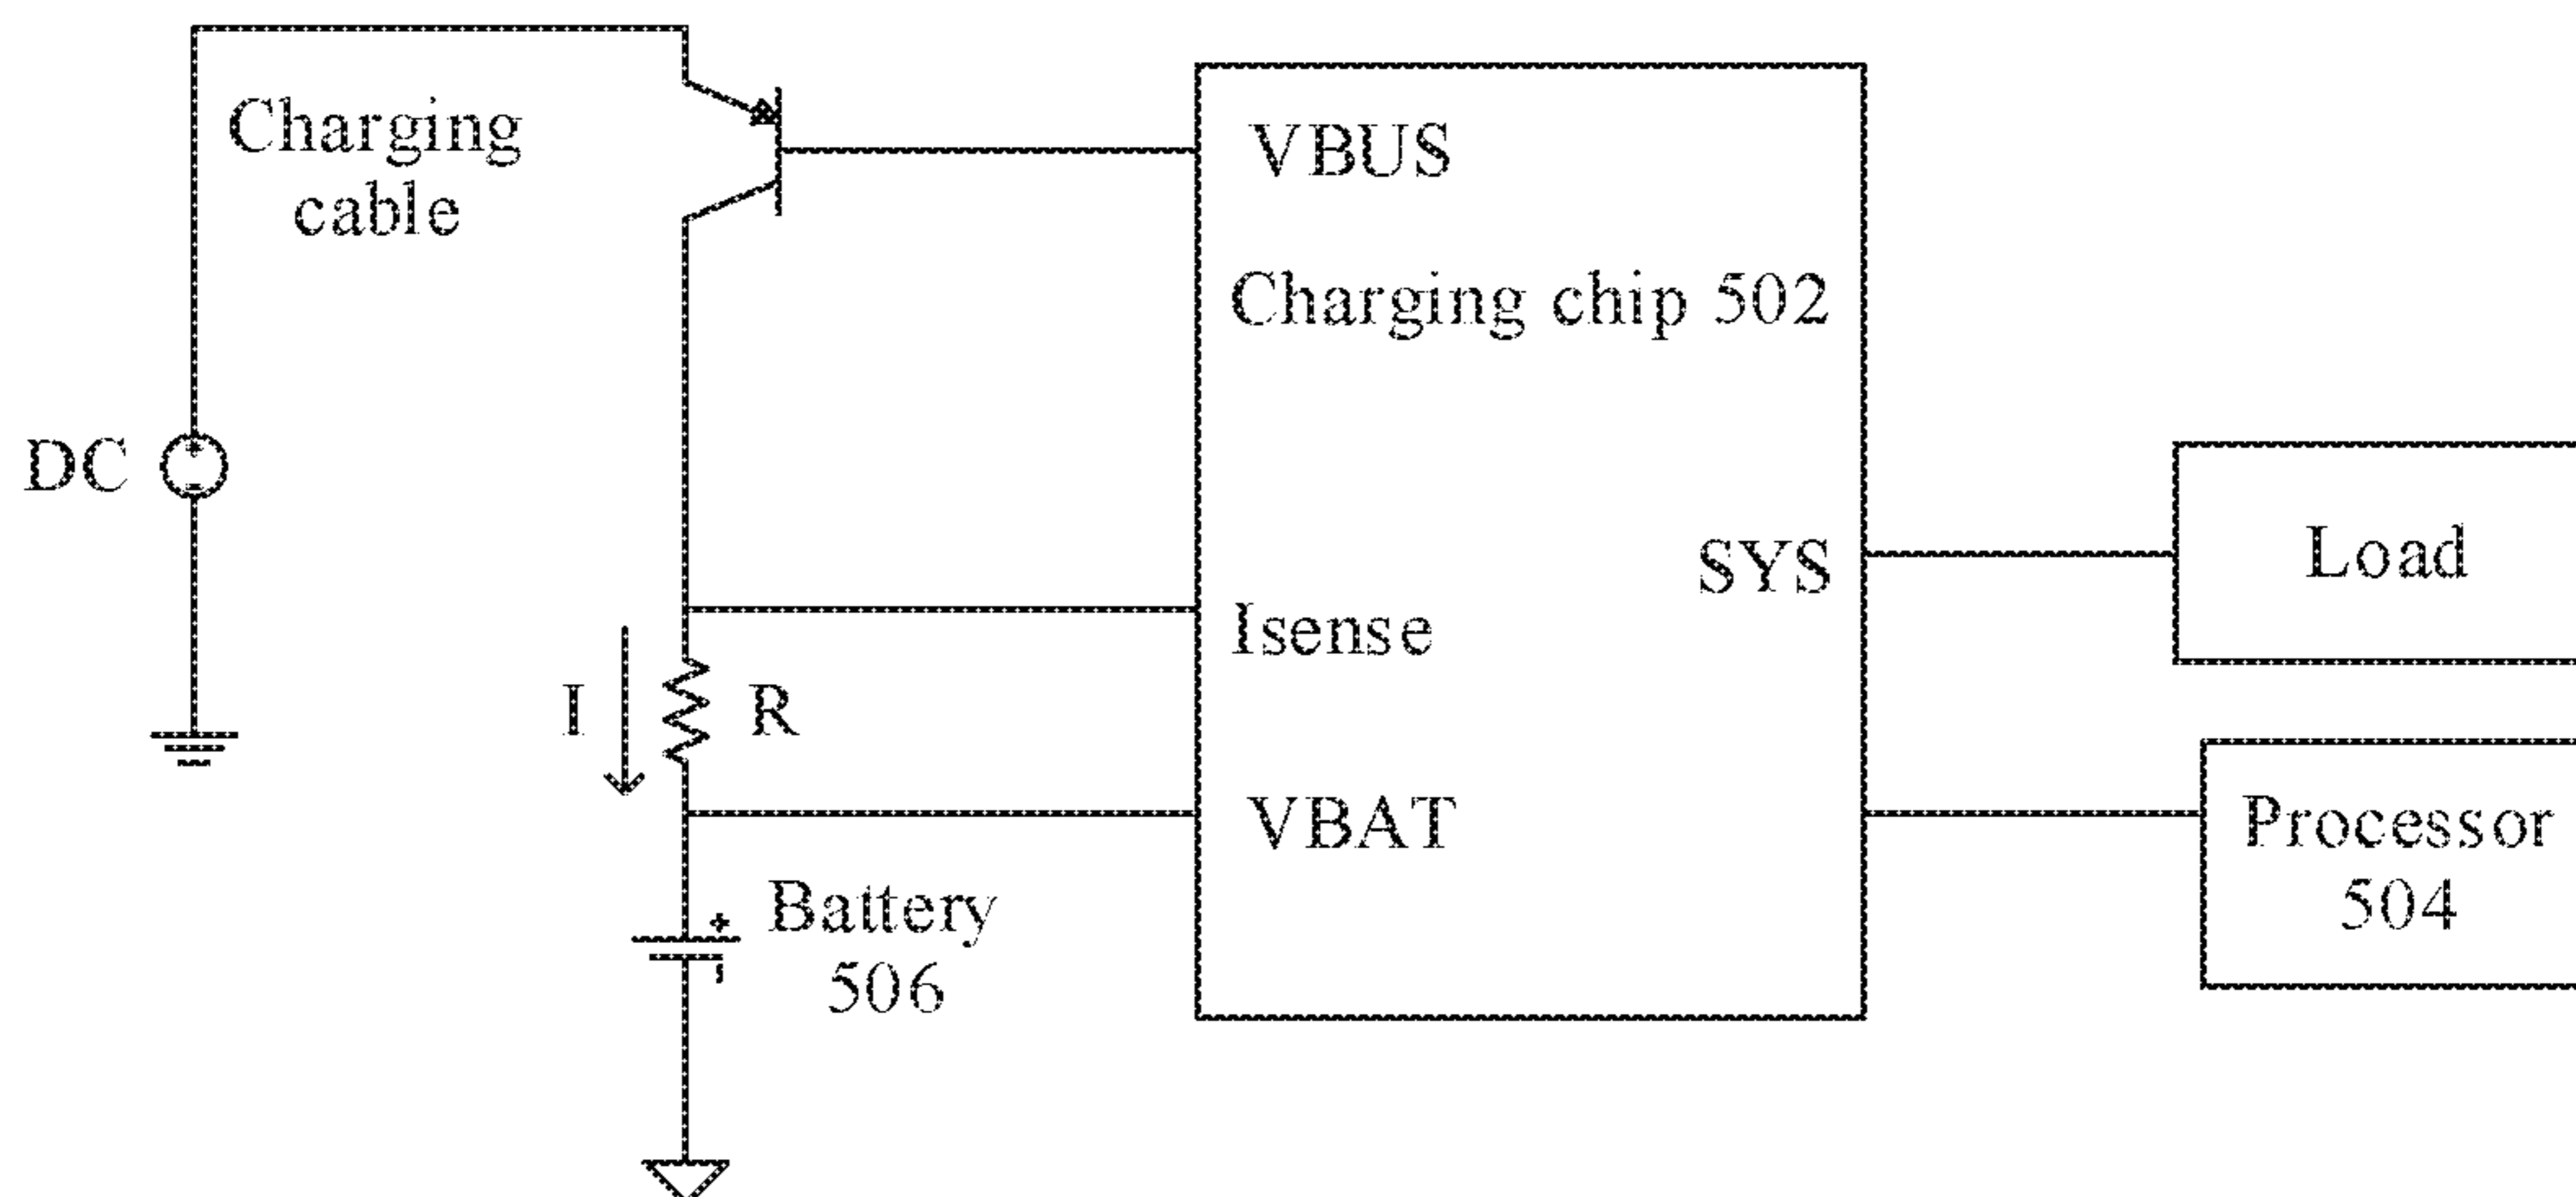 Charging
cable
VBUS
Charging chip 502
DC
SYS
Load
Isense
I
R
VBAT
Processor
504
Battery
506